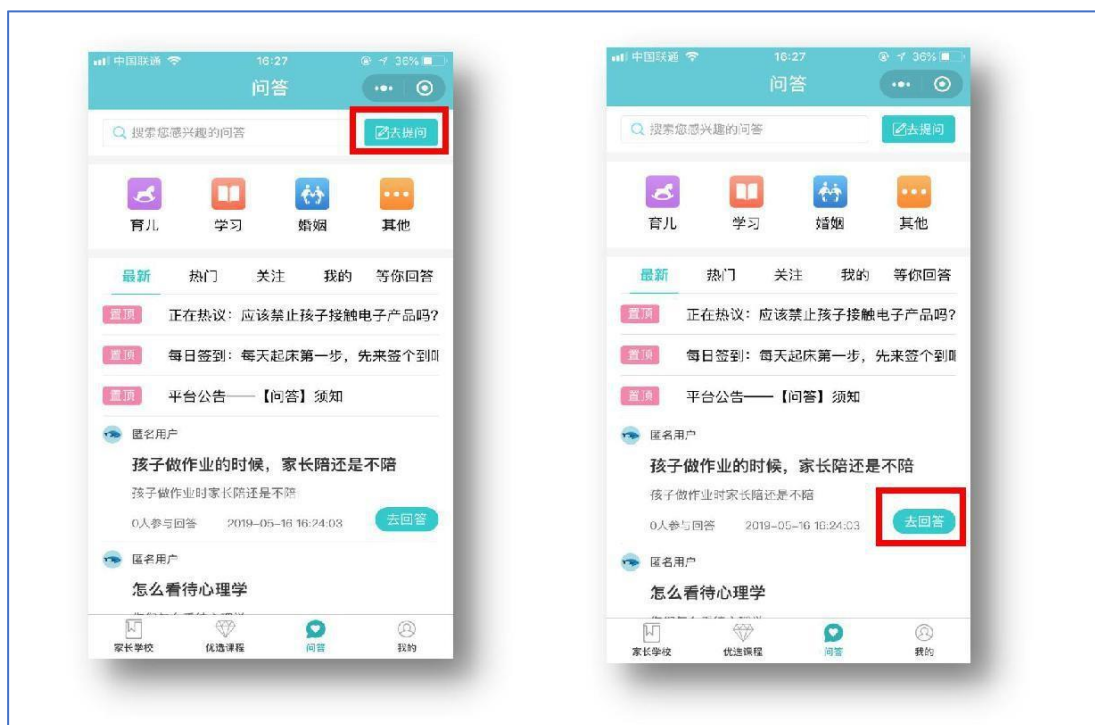 中国联通 16:27 36%
问答
搜索您感兴趣的问答 去提问
育儿 学习 婚姻 其他
最新 热门 关注 我的 等你回答
置顶 正在热议：应该禁止孩子接触电子产品吗?
置顶 每日签到：每天起床第一步，先来签个到
置顶 平台公告——【问答】须知
匿名用户
孩子做作业的时候，家长陪还是不陪
孩子做作业时家长陪还是不陪
0人参与回答 2019-05-16 16:24:03 去回答
匿名用户
怎么看待心理学
家长学校 优选课程 问答 我的
中国联通 16:27 36%
问答
搜索您感兴趣的问答 去提问
育儿 学习 婚姻 其他
最新 热门 关注 我的 等你回答
置顶 正在热议：应该禁止孩子接触电子产品吗?
置顶 每日签到：每天起床第一步，先来签个到
置顶 平台公告——【问答】须知
匿名用户
孩子做作业的时候，家长陪还是不陪
孩子做作业时家长陪还是不陪
0人参与回答 2019-05-16 16:24:03 去回答
匿名用户
怎么看待心理学
家长学校 优选课程 问答 我的